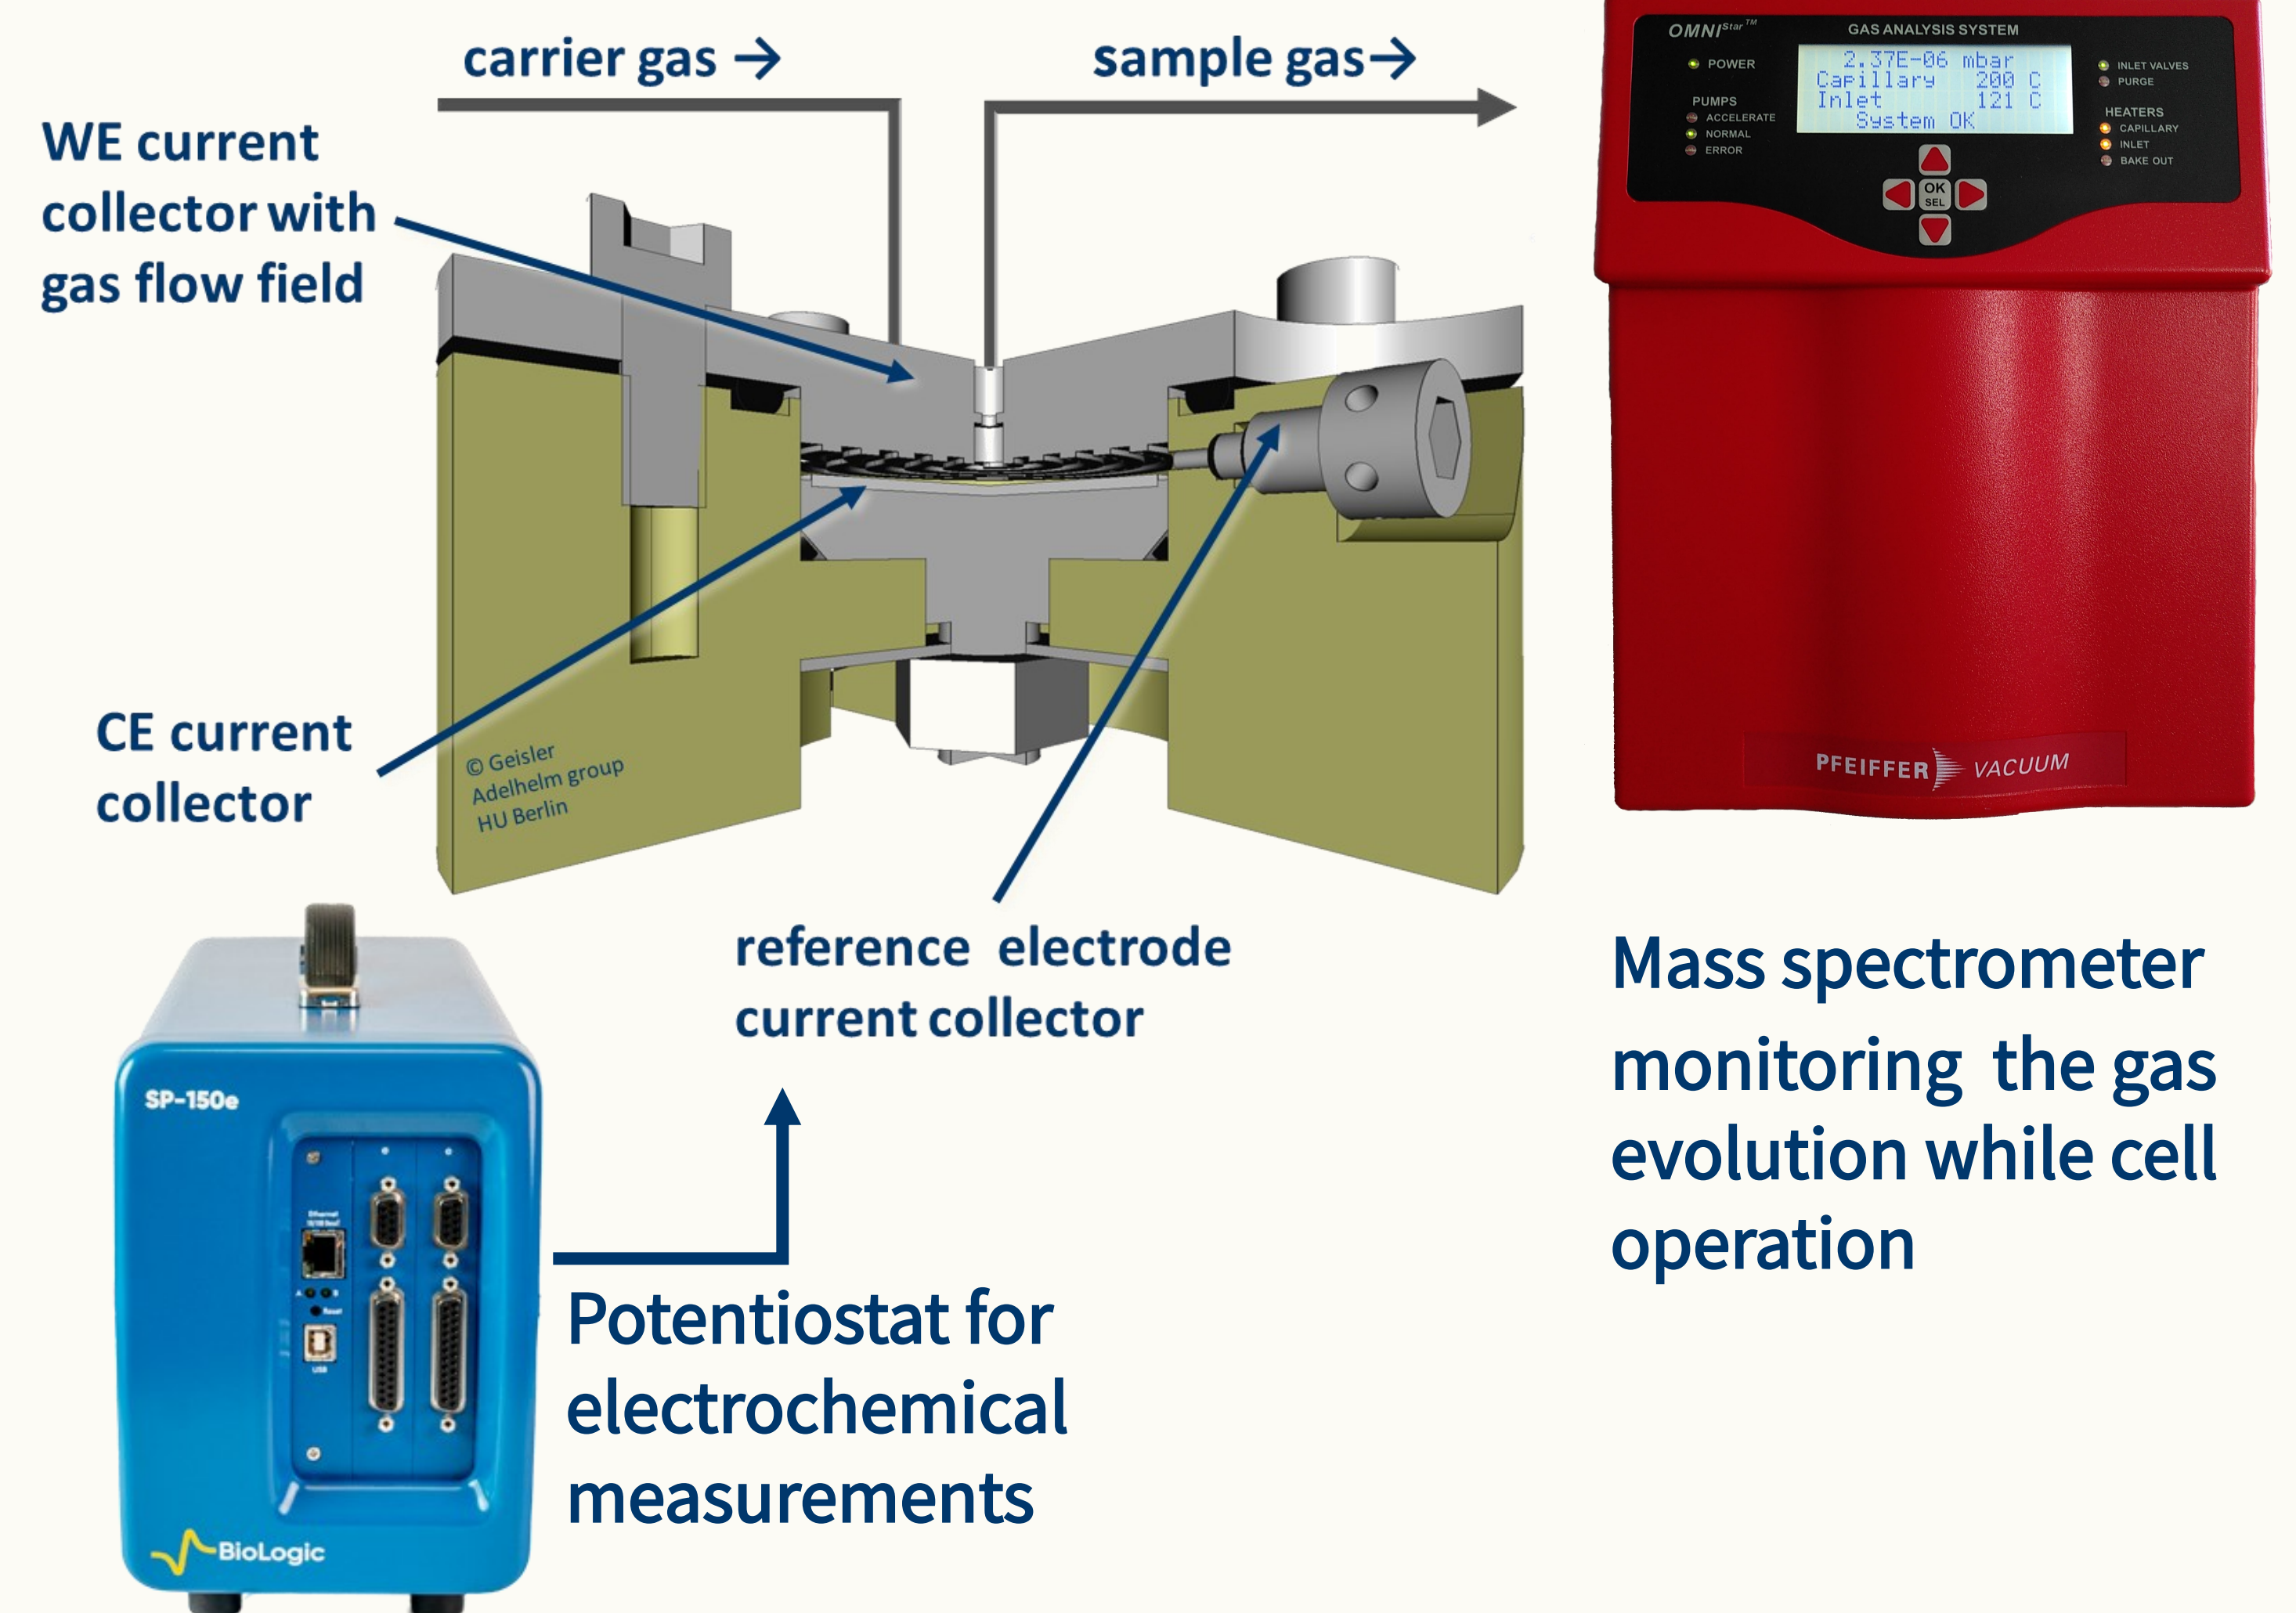 carrier gas →
sample gas→
WE current
collector with
gas flow field
CE current
collector
© Geisler
Adelhelm group
HU Berlin
reference electrode
current collector
OMNIStar™
GAS ANALYSIS SYSTEM
POWER
PUMPS
ACCELERATE
NORMAL
ERROR
2.37E-06 mbar
Capillary 200 C
Inlet 121 C
System OK
INLET VALVES
PURGE
HEATERS
CAPILLARY
INLET
BAKE OUT
OK
SEL
PFEIFFER VACUUM
Mass spectrometer
monitoring the gas
evolution while cell
operation
SP-150e
Ethernet
A
B
Reset
USB
BioLogic
Potentiostat for
electrochemical
measurements